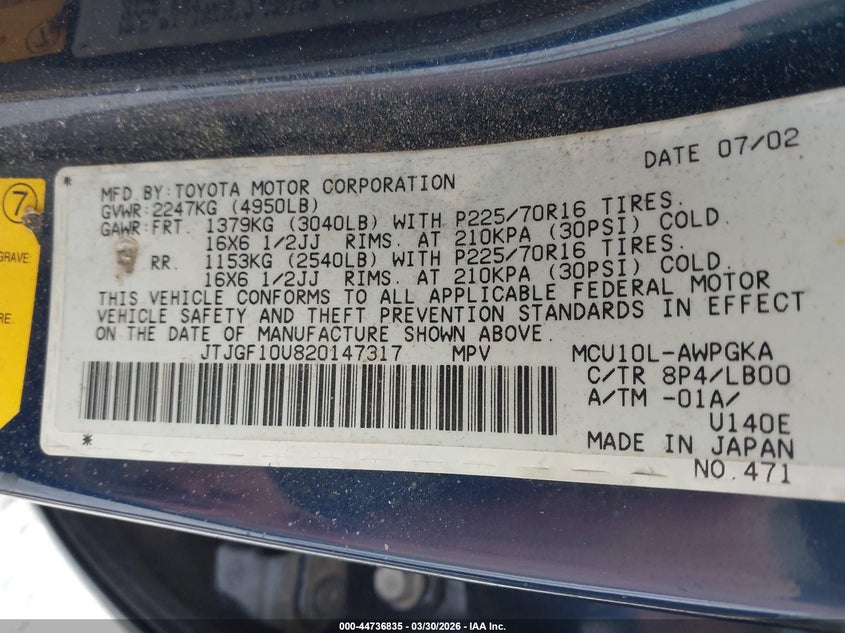 DATE 07/02
MFD. BY: TOYOTA MOTOR CORPORATION
GVWR: 2247KG (4950LB)
GAWR: FRT. 1379KG (3040LB) WITH P225/70R16 TIRES.
16X6 1/2JJ RIMS. AT 210KPA (30PSI) COLD.
RR. 1153KG (2540LB) WITH P225/70R16 TIRES.
16X6 1/2JJ RIMS. AT 210KPA (30PSI) COLD.
THIS VEHICLE CONFORMS TO ALL APPLICABLE FEDERAL MOTOR
VEHICLE SAFETY AND THEFT PREVENTION STANDARDS IN EFFECT
ON THE DATE OF MANUFACTURE SHOWN ABOVE.
*JTJGF10U820147317* MPV MCU10L-AWPGKA
C/TR 8P4/LB00
A/TM -01A/
U140E
MADE IN JAPAN
NO. 471
7
GRAVE:
RE.
000-44736835 - 03/30/2026 - IAA Inc.